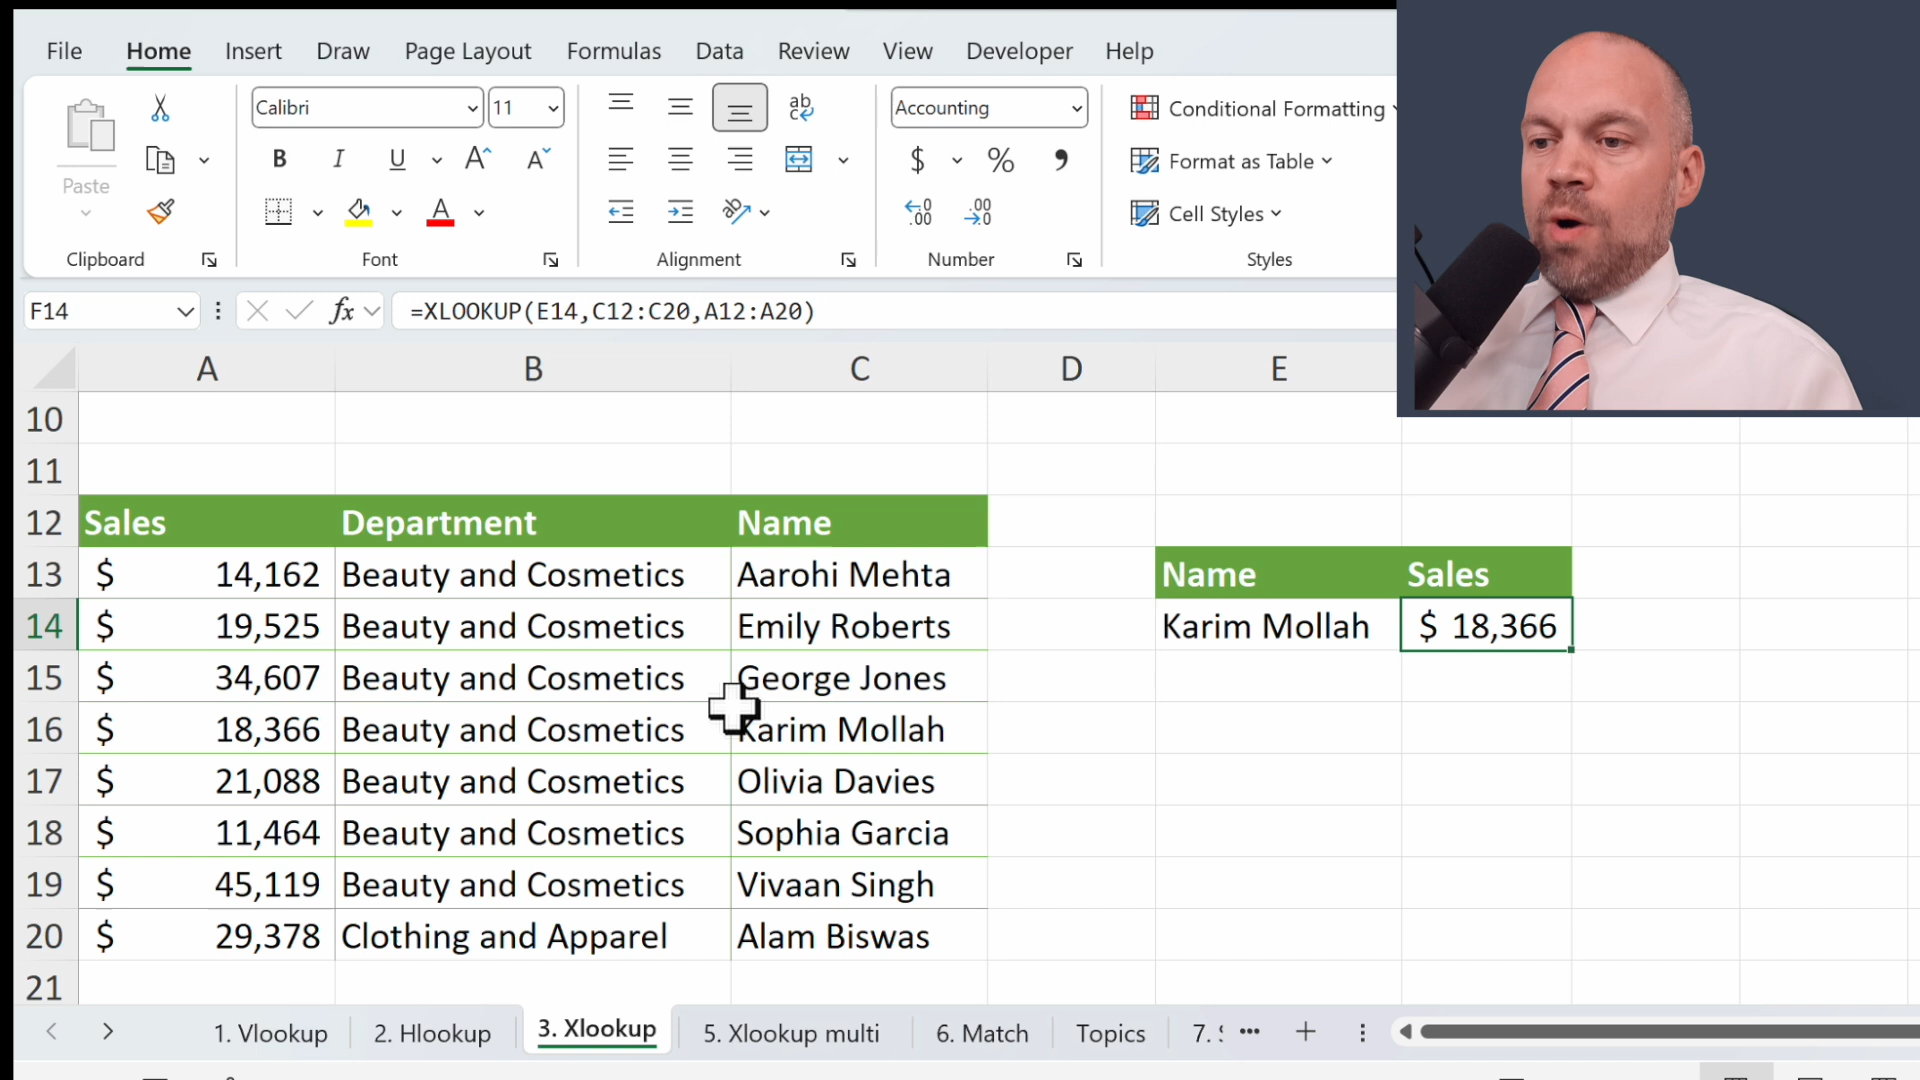 File Home Insert Draw Page Layout Formulas Data Review View Developer Help
Calibri 11 ab Accounting Conditional Formatting
Paste B I U A A $ % Format as Table
A ab .00 .00 Cell Styles
Clipboard Font Alignment Number Styles
F14 fx =XLOOKUP(E14,C12:C20,A12:A20)
A B C D E
10
11
12 Sales Department Name
13 $ 14,162 Beauty and Cosmetics Aarohi Mehta Name Sales
14 $ 19,525 Beauty and Cosmetics Emily Roberts Karim Mollah $ 18,366
15 $ 34,607 Beauty and Cosmetics George Jones
16 $ 18,366 Beauty and Cosmetics Karim Mollah
17 $ 21,088 Beauty and Cosmetics Olivia Davies
18 $ 11,464 Beauty and Cosmetics Sophia Garcia
19 $ 45,119 Beauty and Cosmetics Vivaan Singh
20 $ 29,378 Clothing and Apparel Alam Biswas
21
1. Vlookup 2. Hlookup 3. Xlookup 5. Xlookup multi 6. Match Topics 7.